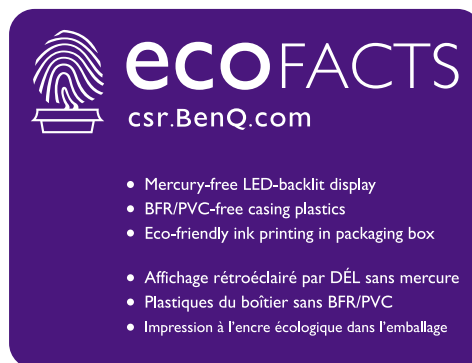 ecoFACTS
csr.BenQ.com
• Mercury-free LED-backlit display
• BFR/PVC-free casing plastics
• Eco-friendly ink printing in packaging box
• Affichage rétroéclairé par DÉL sans mercure
• Plastiques du boîtier sans BFR/PVC
• Impression à l'encre écologique dans l'emballage